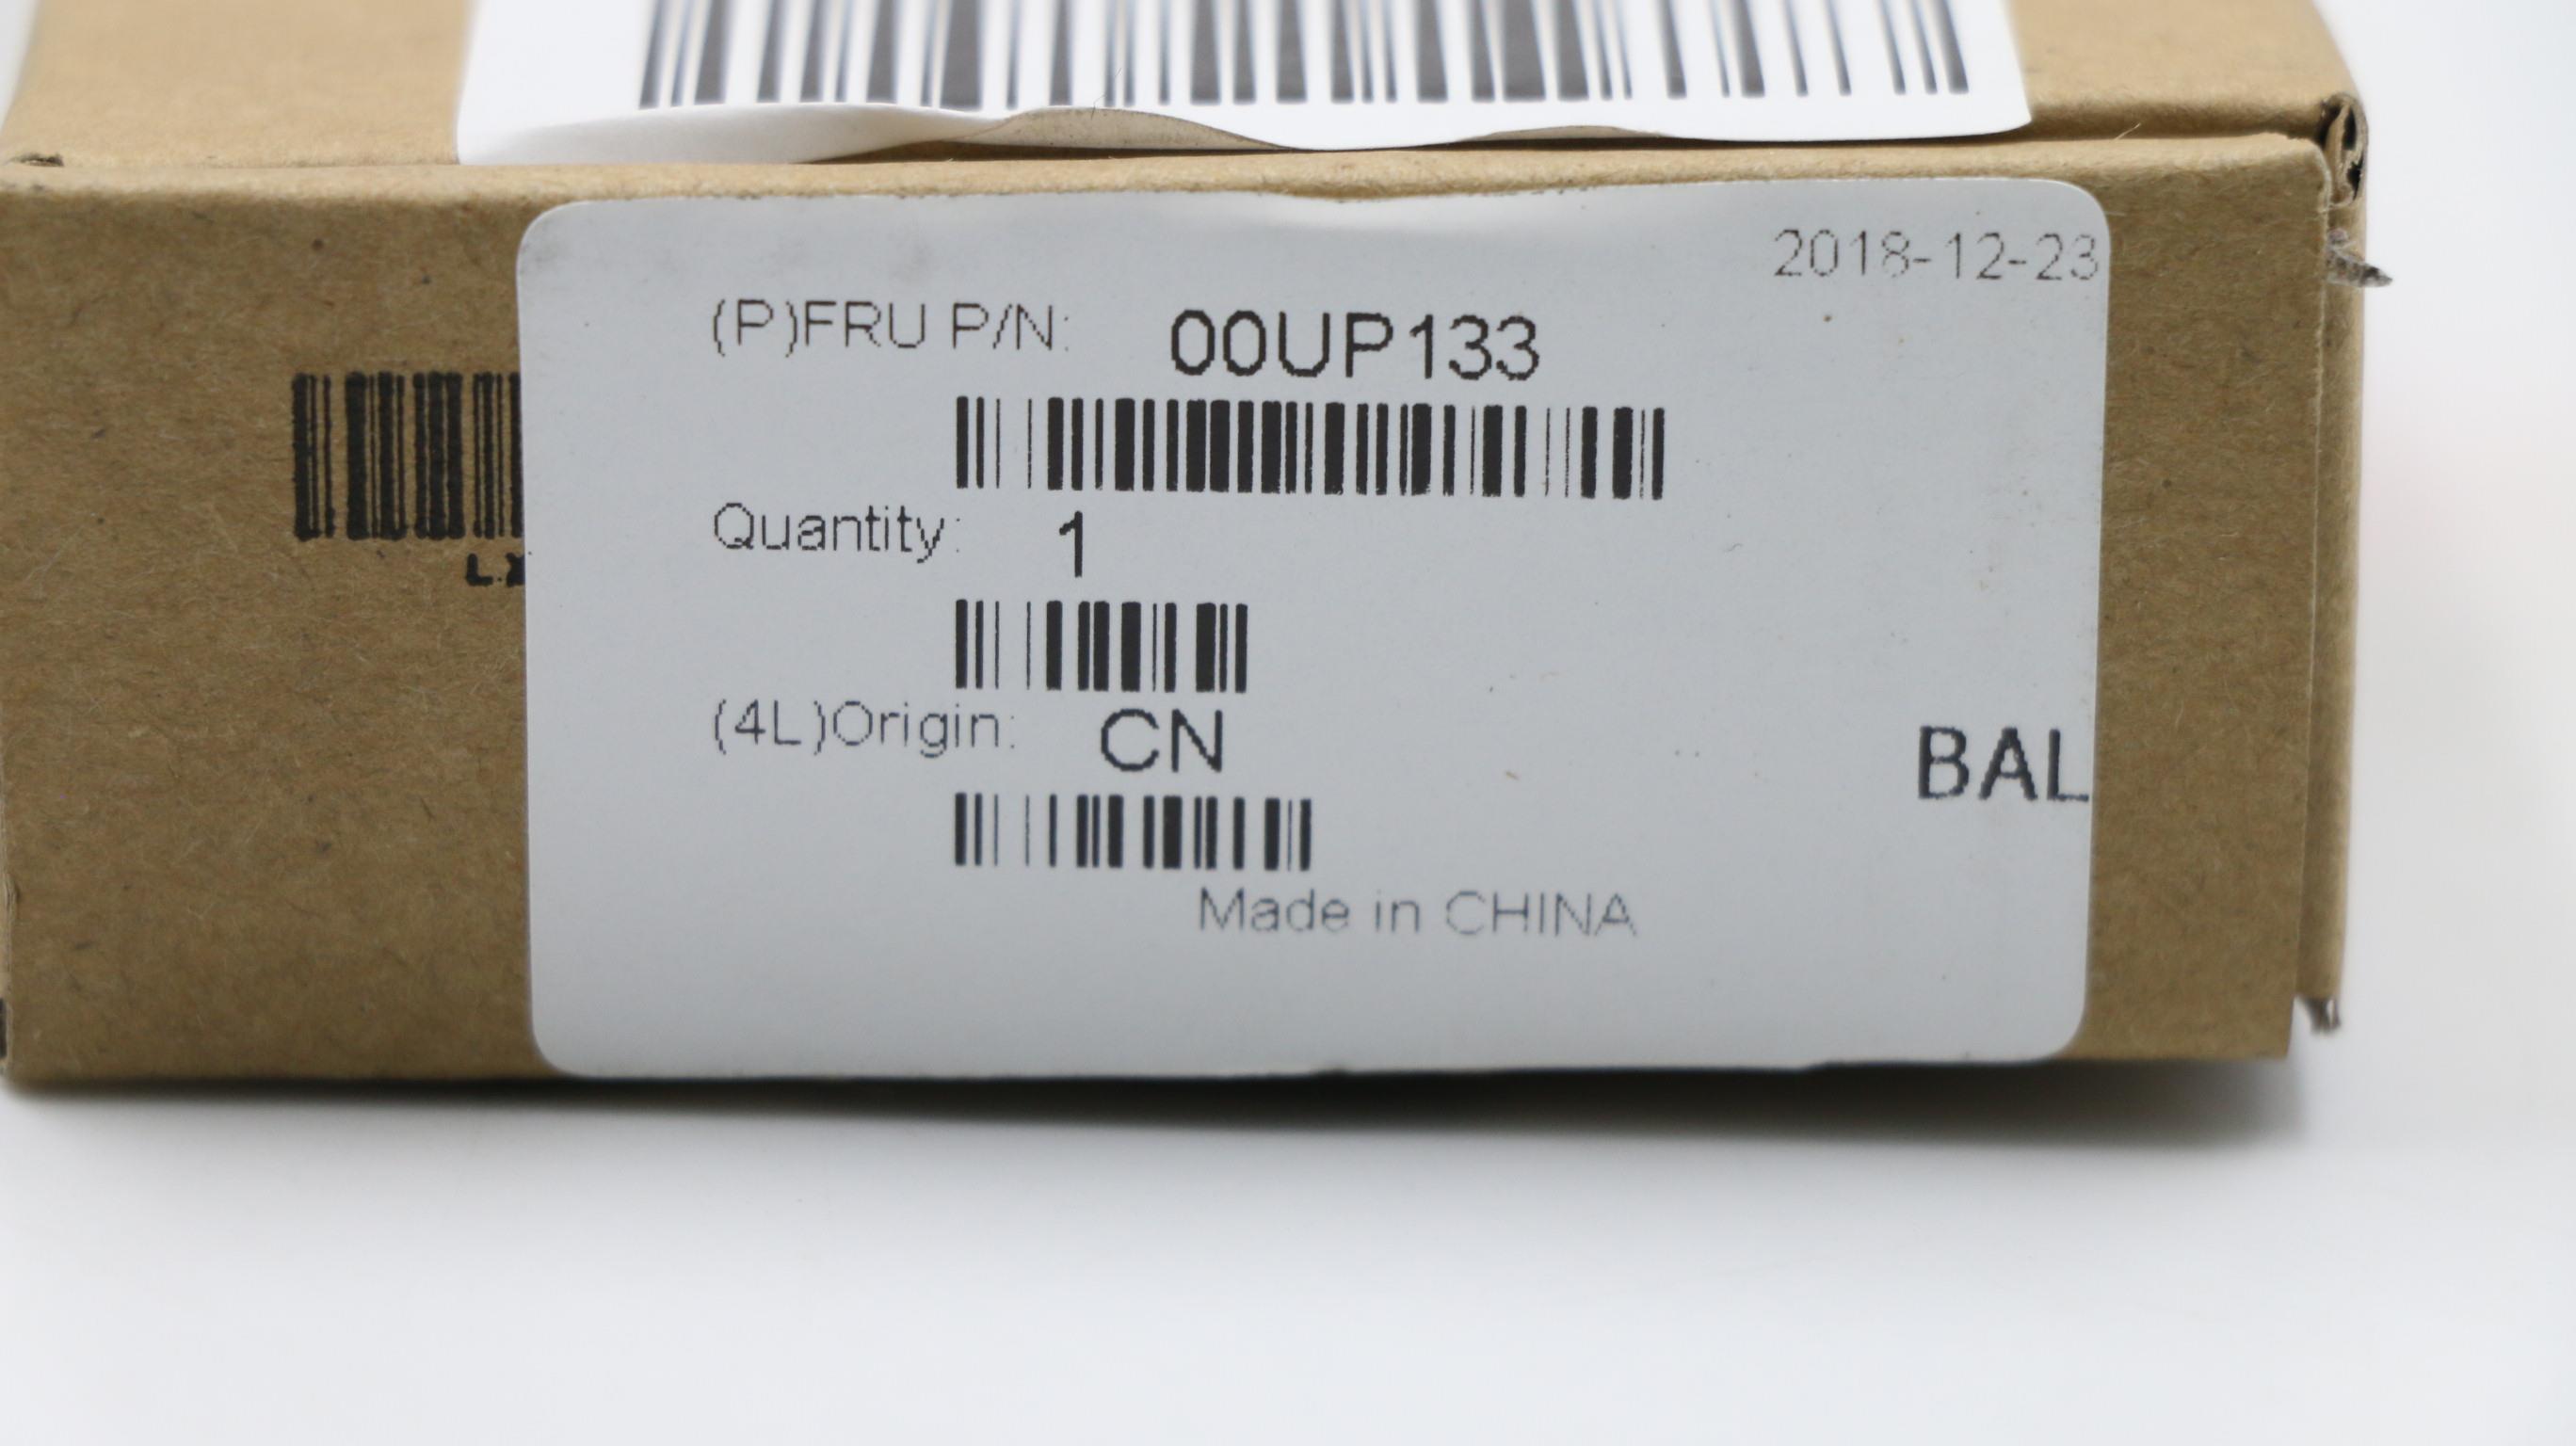 2018-12-23
(P)FRU P/N: 00UP133
Quantity: 1
(4L)Origin: CN
BAL
Made in CHINA